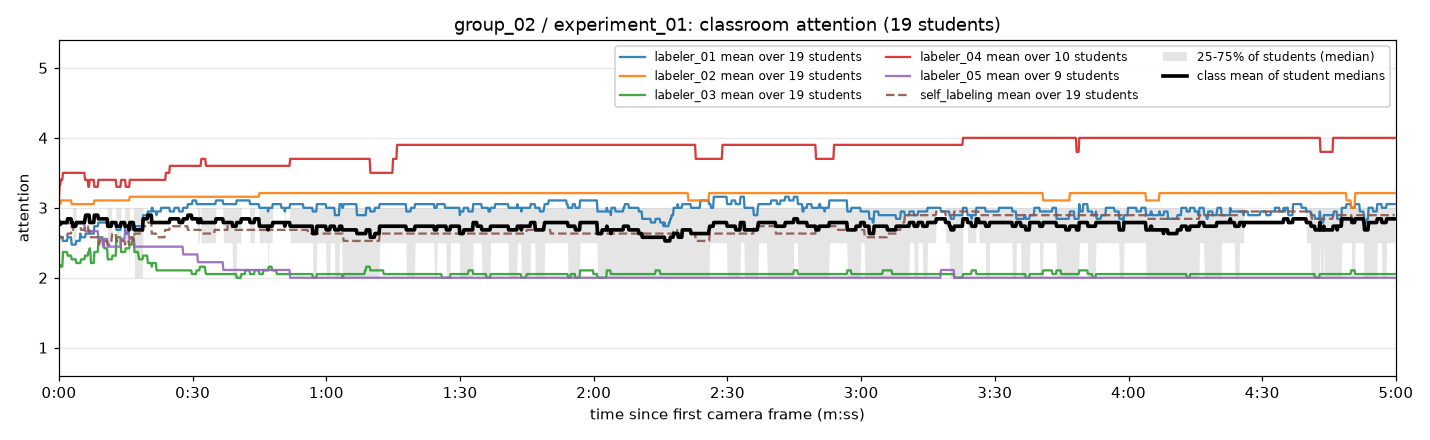 group_02 / experiment_01: classroom attention (19 students)
labeler_01 mean over 19 students
labeler_02 mean over 19 students
labeler_03 mean over 19 students
labeler_04 mean over 10 students
labeler_05 mean over 9 students
self_labeling mean over 19 students
25-75% of students (median)
class mean of student medians
attention
5
4
3
2
1
0:00 0:30 1:00 1:30 2:00 2:30 3:00 3:30 4:00 4:30 5:00
time since first camera frame (m:ss)